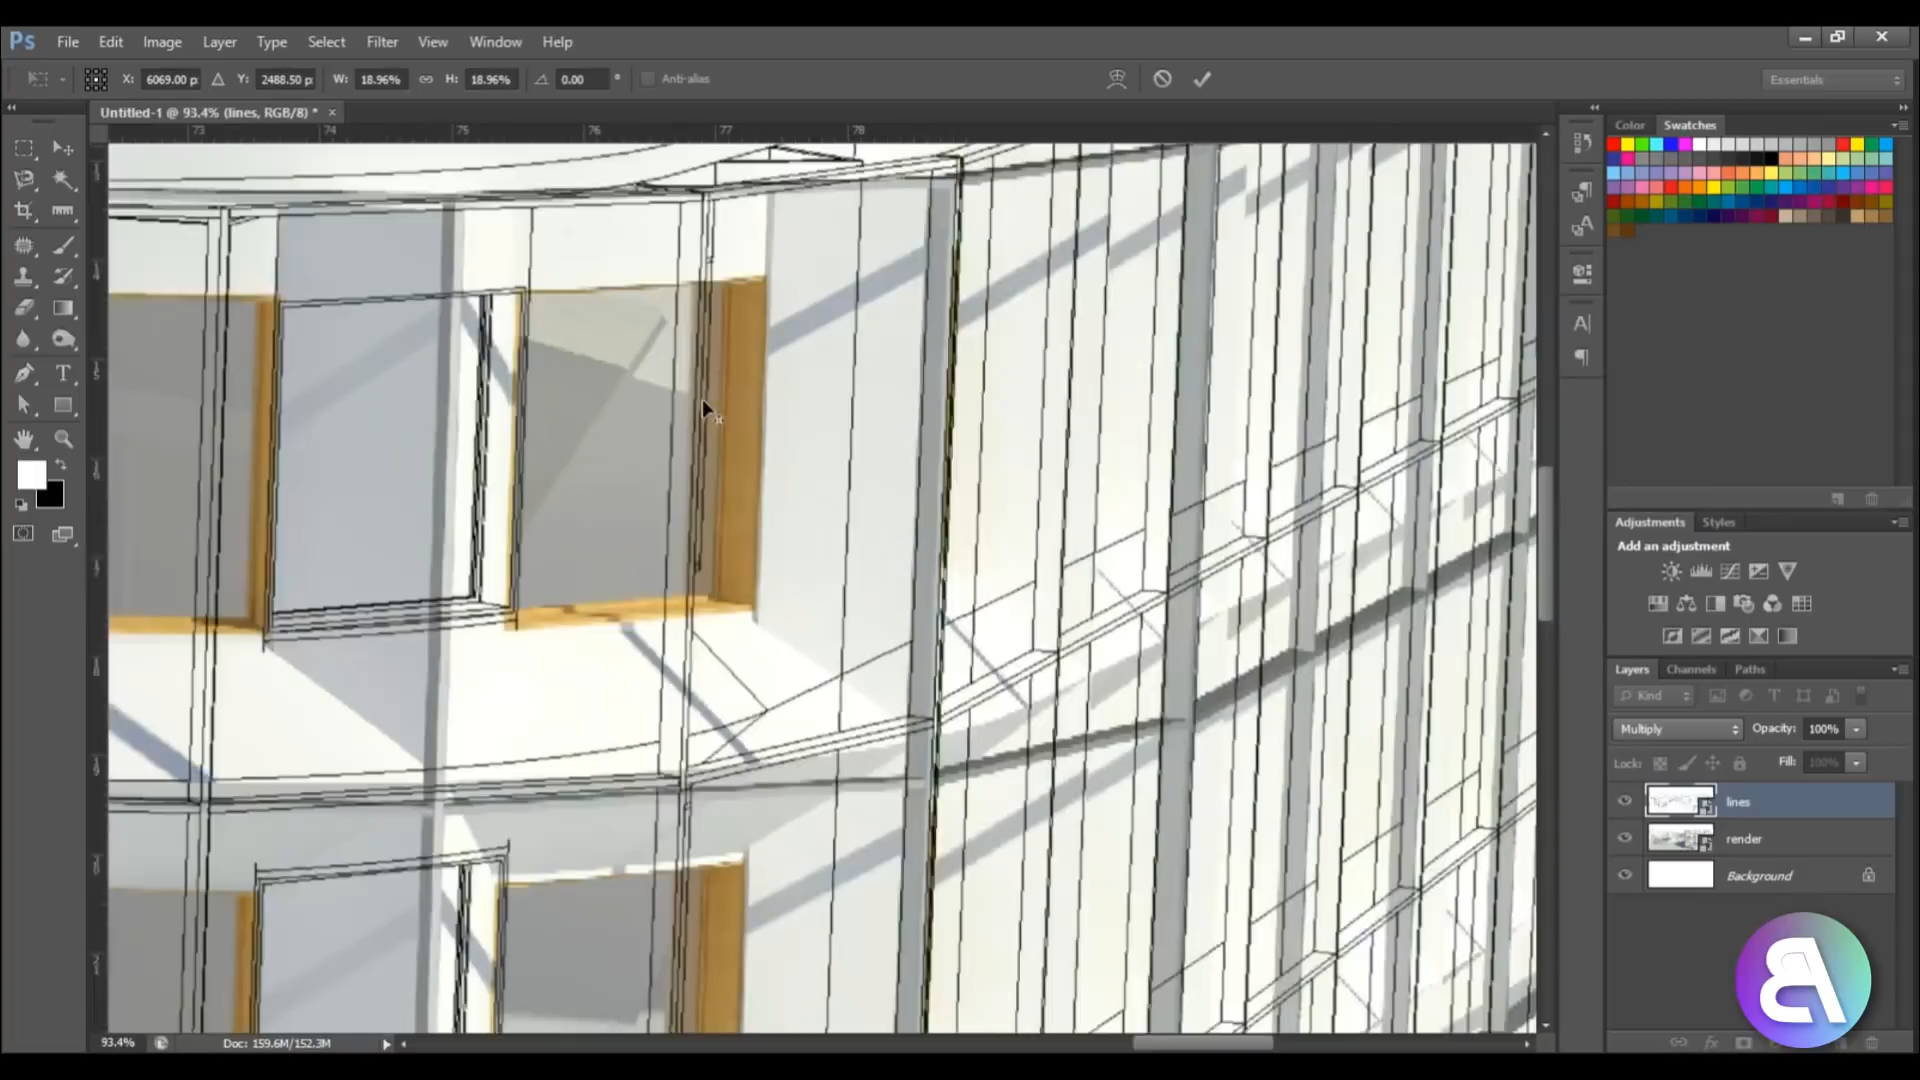 Ps File Edit Image Layer Type Select Filter View Window Help
X: 6069.00 p Y: 2488.50 p W: 18.96% H: 18.96% 0.00 ° Anti-alias Essentials
Untitled-1 @ 93.4% (lines, RGB/8) * ×
73 74 75 76 77 78
Color Swatches
Adjustments Styles
Add an adjustment
Layers Channels Paths
Kind
Multiply Opacity: 100%
Lock: Fill: 100%
lines
render
Background
93.4% Doc: 159.6M/152.3M